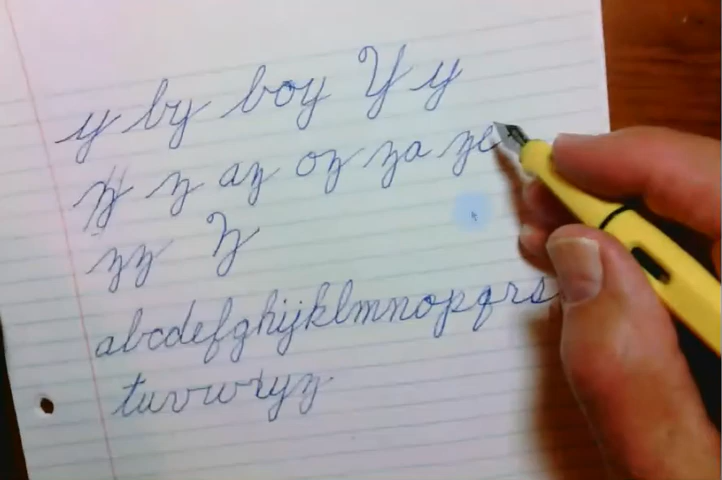 y by boy Y y
z z az oz za ze
zz Z
abcdefghijklmnopqrs
tuvwxyz